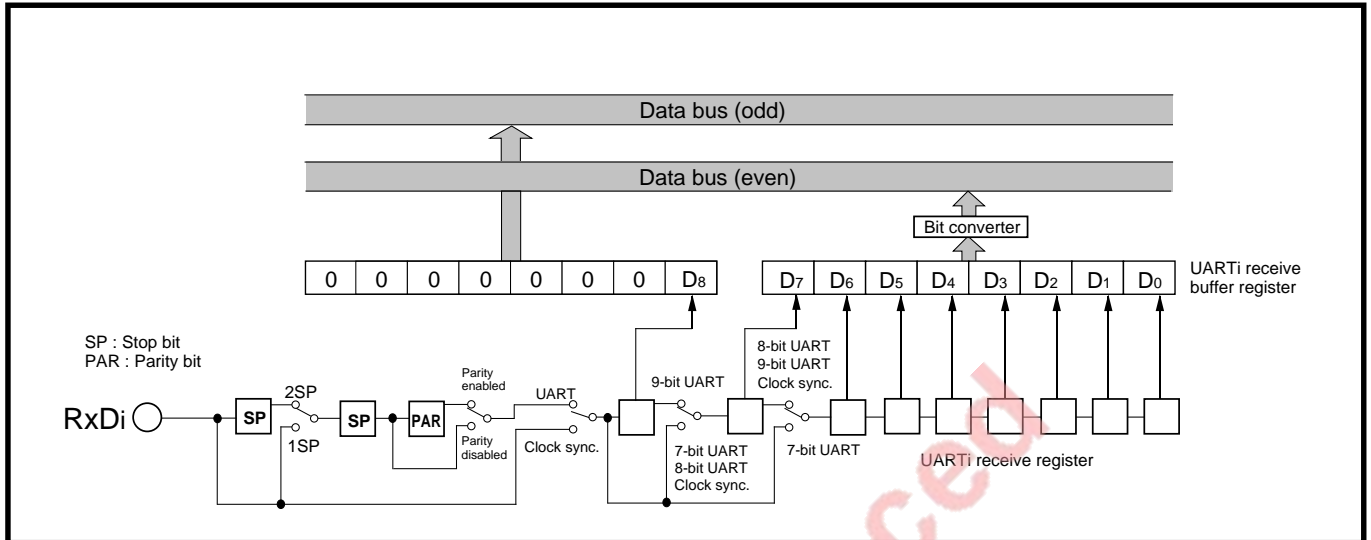 Data bus (odd)
Data bus (even)
Bit converter
0 0 0 0 0 0 0 D8
D7 D6 D5 D4 D3 D2 D1 D0
UARTi receive
buffer register
SP : Stop bit
PAR : Parity bit
RxDi
SP
2SP
1SP
SP
PAR
Parity
enabled
Parity
disabled
UART
Clock sync.
9-bit UART
7-bit UART
8-bit UART
Clock sync.
8-bit UART
9-bit UART
Clock sync.
7-bit UART
UARTi receive register
ced